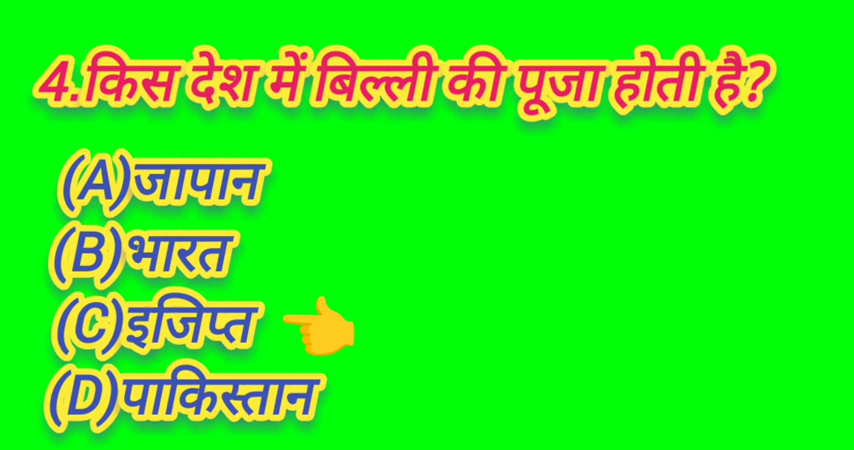 4.किस देश में बिल्ली की पूजा होती है?
(A)जापान
(B)भारत
(C)इजिप्त
(D)पाकिस्तान